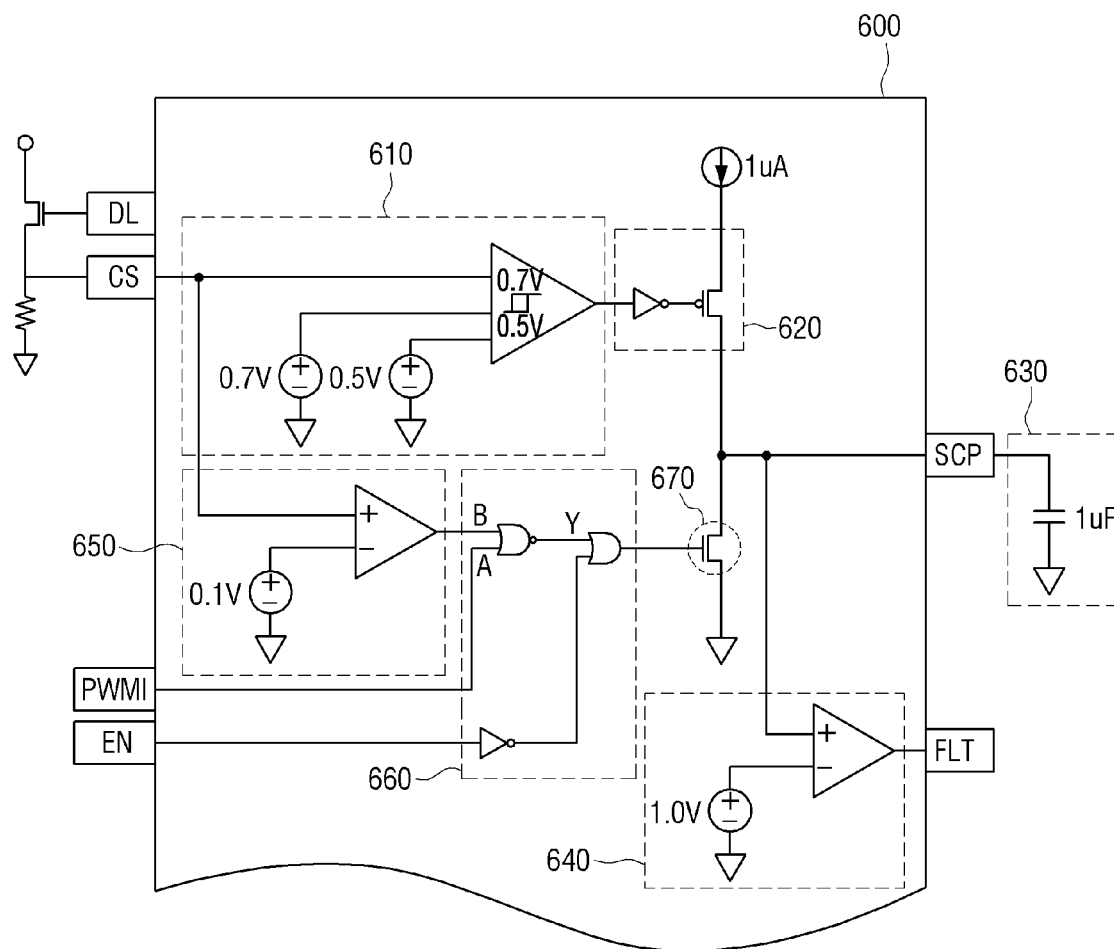 600
610
1uA
DL
CS
0.7V
0.5V
620
0.7V
0.5V
630
SCP
670
1uF
650
B
Y
A
0.1V
PWMI
EN
FLT
660
1.0V
640